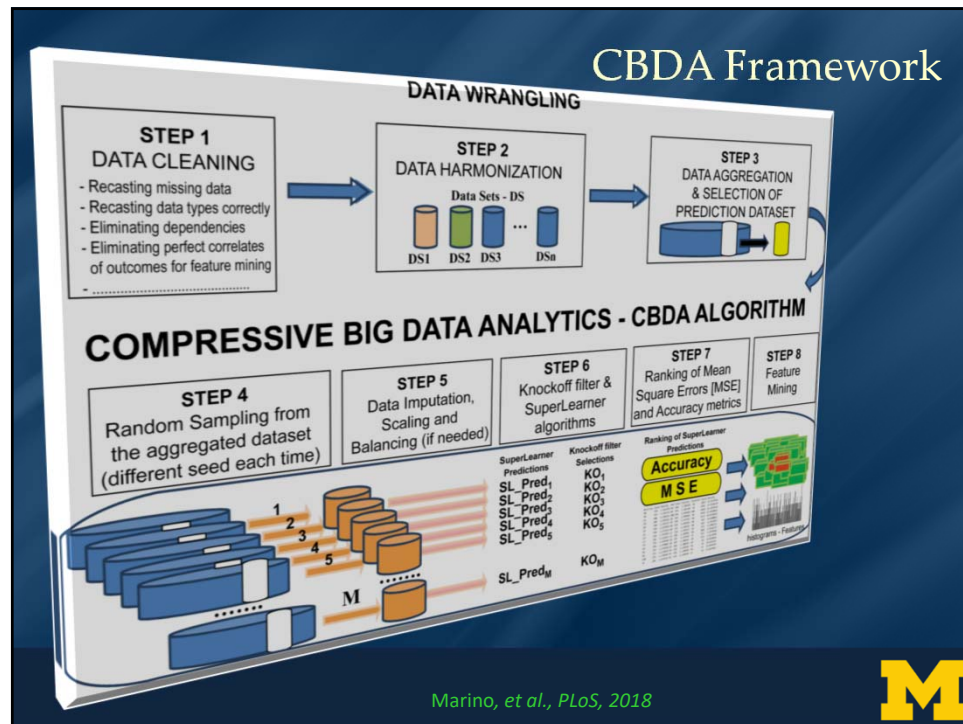 CBDA Framework
DATA WRANGLING
STEP 1
DATA CLEANING
- Recasting missing data
- Recasting data types correctly
- Eliminating dependencies
- Eliminating perfect correlates
of outcomes for feature mining
- ............................................
STEP 2
DATA HARMONIZATION
Data Sets - DS
...
DS1 DS2 DS3 DSn
STEP 3
DATA AGGREGATION
& SELECTION OF
PREDICTION DATASET
COMPRESSIVE BIG DATA ANALYTICS - CBDA ALGORITHM
STEP 4
Random Sampling from
the aggregated dataset
(different seed each time)
STEP 5
Data Imputation,
Scaling and
Balancing (if needed)
STEP 6
Knockoff filter &
SuperLearner
algorithms
STEP 7
Ranking of Mean
Square Errors [MSE]
and Accuracy metrics
STEP 8
Feature
Mining
1
2
3
4
5
.......
M
.......
SuperLearner
Predictions
SL_Pred1
SL_Pred2
SL_Pred3
SL_Pred4
SL_Pred5
SL_PredM
Knockoff filter
Selections
KO1
KO2
KO3
KO4
KO5
KOM
Ranking of SuperLearner
Predictions
Accuracy
M S E
histograms - Features
Marino, et al., PLoS, 2018
M